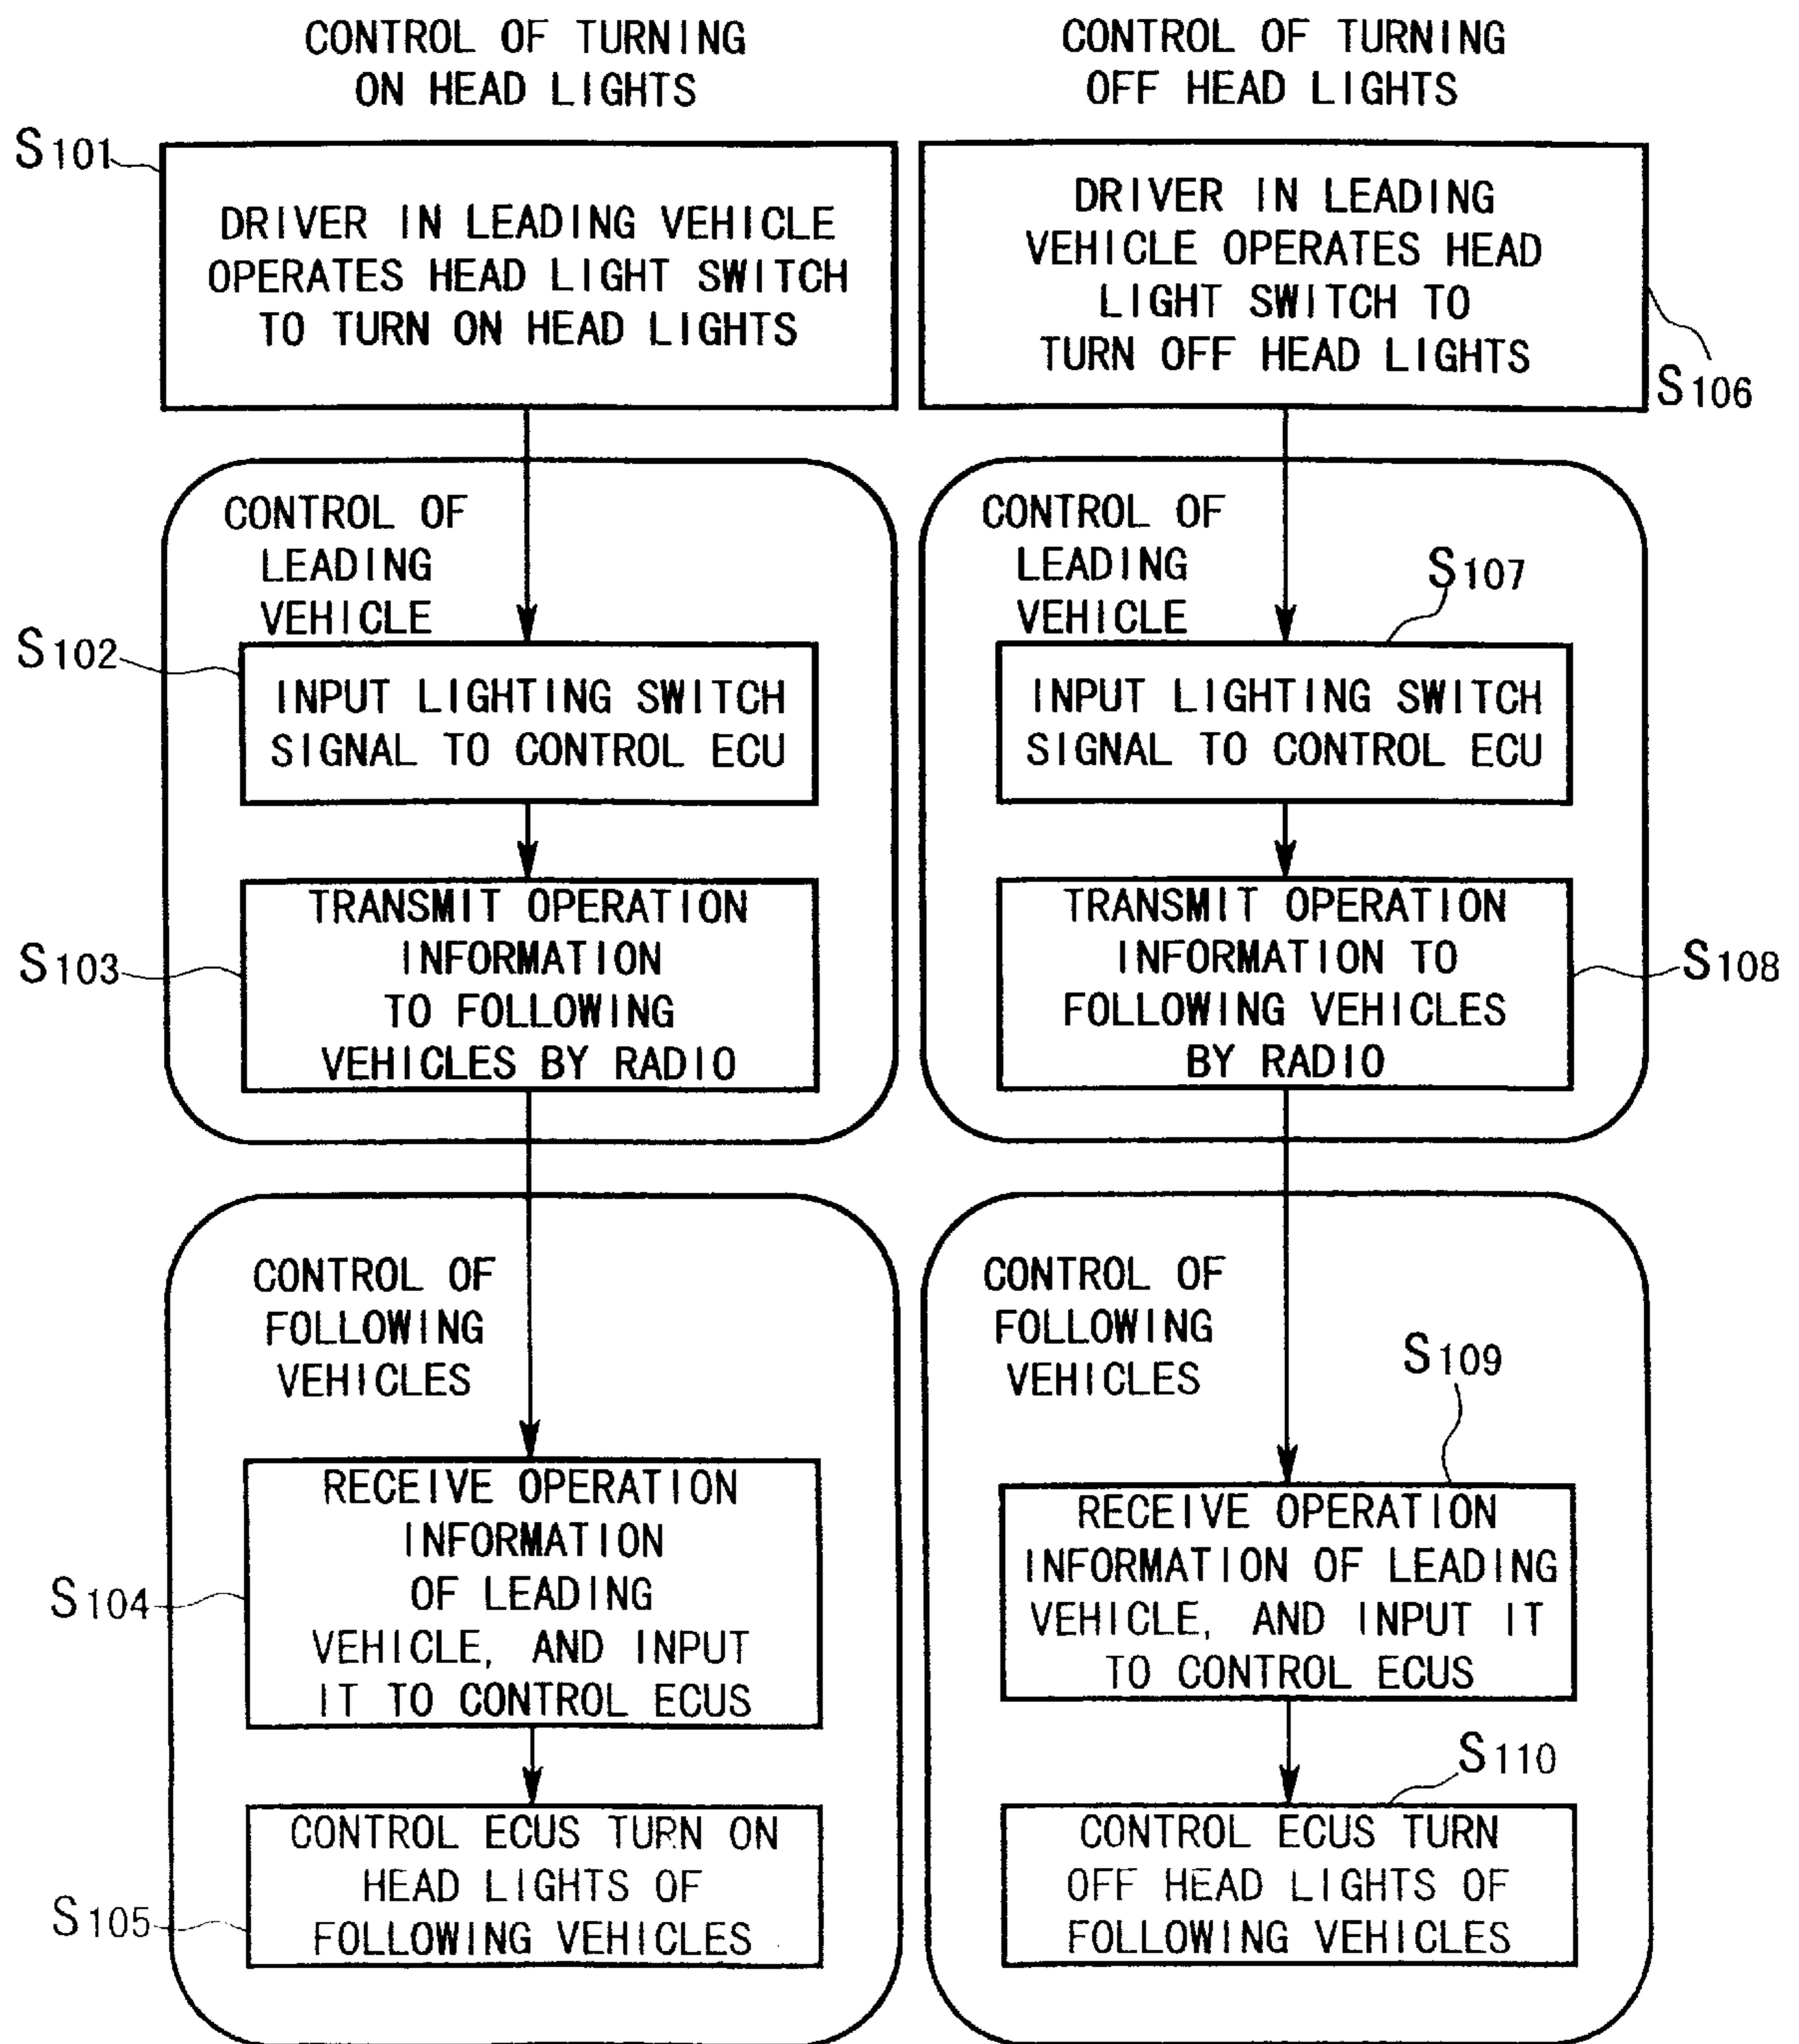 CONTROL OF TURNING
ON HEAD LIGHTS
S101
DRIVER IN LEADING VEHICLE
OPERATES HEAD LIGHT SWITCH
TO TURN ON HEAD LIGHTS
CONTROL OF
LEADING
VEHICLE
S102
INPUT LIGHTING SWITCH
SIGNAL TO CONTROL ECU
S103
TRANSMIT OPERATION
INFORMATION
TO FOLLOWING
VEHICLES BY RADIO
CONTROL OF
FOLLOWING
VEHICLES
S104
RECEIVE OPERATION
INFORMATION
OF LEADING
VEHICLE, AND INPUT
IT TO CONTROL ECUS
S105
CONTROL ECUS TURN ON
HEAD LIGHTS OF
FOLLOWING VEHICLES
CONTROL OF TURNING
OFF HEAD LIGHTS
DRIVER IN LEADING
VEHICLE OPERATES HEAD
LIGHT SWITCH TO
TURN OFF HEAD LIGHTS
S106
CONTROL OF
LEADING
VEHICLE
S107
INPUT LIGHTING SWITCH
SIGNAL TO CONTROL ECU
TRANSMIT OPERATION
INFORMATION TO
FOLLOWING VEHICLES
BY RADIO
S108
CONTROL OF
FOLLOWING
VEHICLES
S109
RECEIVE OPERATION
INFORMATION OF LEADING
VEHICLE, AND INPUT IT
TO CONTROL ECUS
S110
CONTROL ECUS TURN
OFF HEAD LIGHTS OF
FOLLOWING VEHICLES